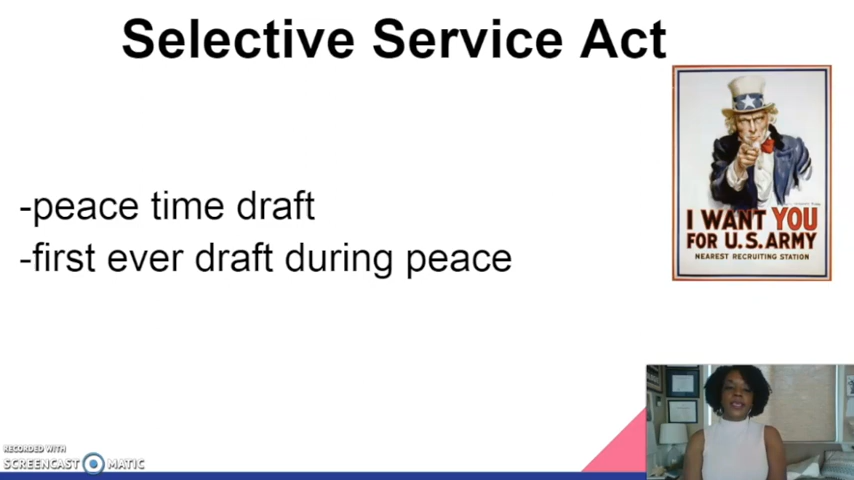 Selective Service Act
-peace time draft
-first ever draft during peace
I WANT YOU
FOR U.S. ARMY
NEAREST RECRUITING STATION
RECORDED WITH
SCREENCAST MATIC